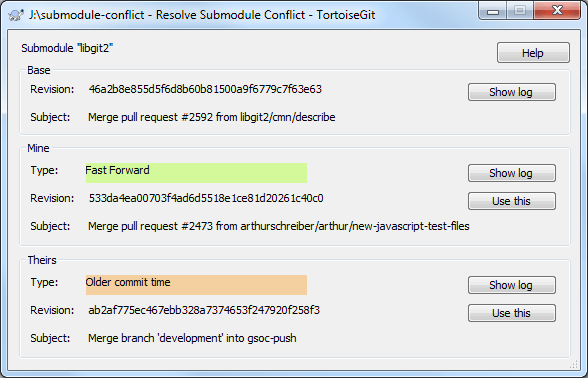 J:\submodule-conflict - Resolve Submodule Conflict - TortoiseGit
Submodule "libgit2"
Help
Base
Revision: 46a2b8e855d5f6d8b60b81500a9f6779c7f63e63
Show log
Subject: Merge pull request #2592 from libgit2/cmn/describe
Mine
Type: Fast Forward
Show log
Revision: 533da4ea00703f4ad6d5518e1ce81d20261c40c0
Use this
Subject: Merge pull request #2473 from arthurschreiber/arthur/new-javascript-test-files
Theirs
Type: Older commit time
Show log
Revision: ab2af775ec467ebb328a7374653f247920f258f3
Use this
Subject: Merge branch 'development' into gsoc-push